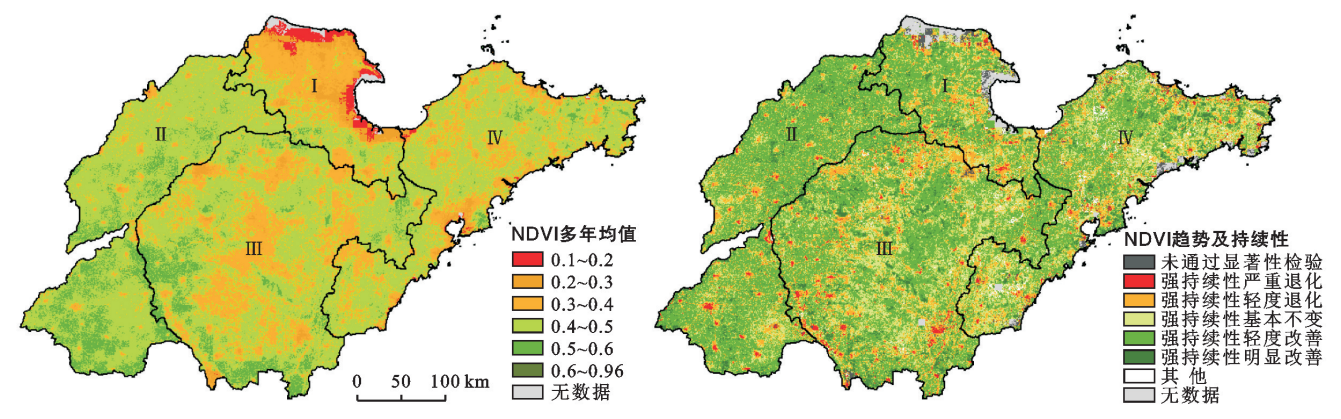 I
II
IV
III
NDVI多年均值
0.1~0.2
0.2~0.3
0.3~0.4
0.4~0.5
0.5~0.6
0.6~0.96
无数据
0 50 100 km
I
II
IV
III
NDVI趋势及持续性
未通过显著性检验
强持续性严重退化
强持续性轻度退化
强持续性基本不变
强持续性轻度改善
强持续性明显改善
其 他
无数据